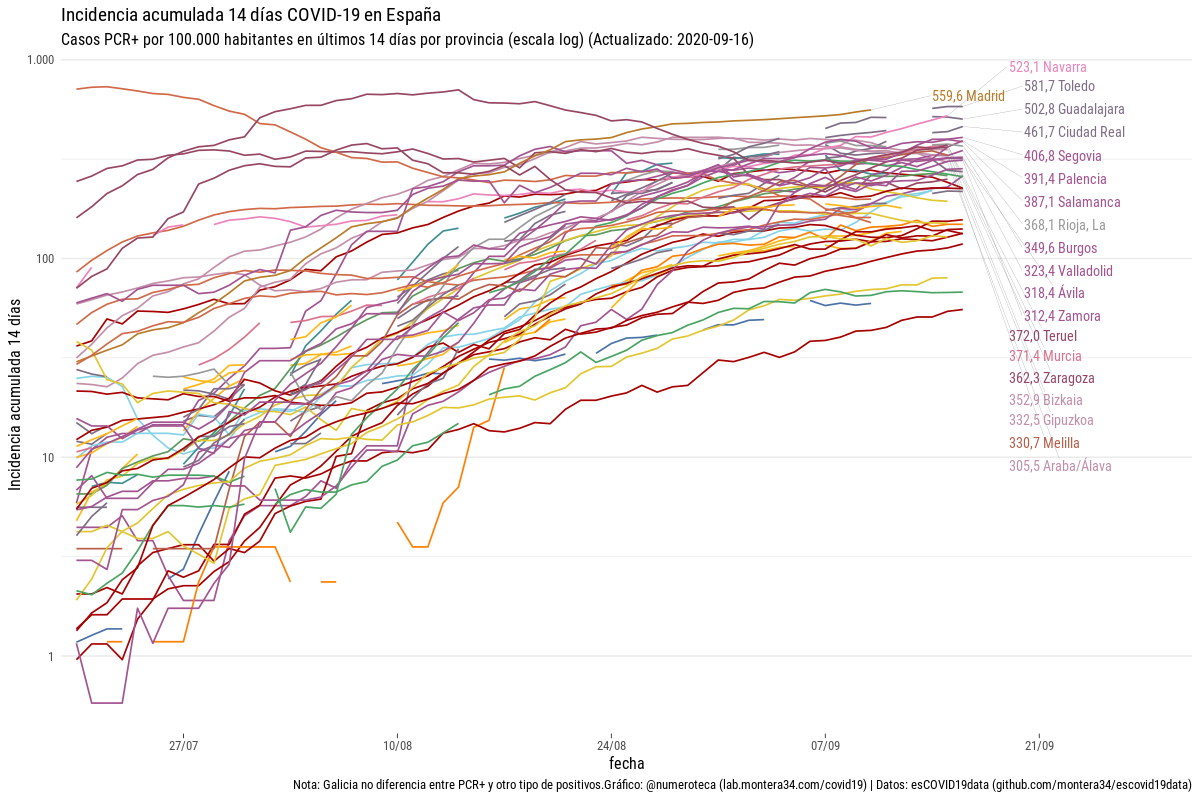 Incidencia acumulada 14 días COVID-19 en España
Casos PCR+ por 100.000 habitantes en últimos 14 días por provincia (escala log) (Actualizado: 2020-09-16)
1.000
100
10
1
Incidencia acumulada 14 días
523,1 Navarra
581,7 Toledo
559,6 Madrid
502,8 Guadalajara
461,7 Ciudad Real
406,8 Segovia
391,4 Palencia
387,1 Salamanca
368,1 Rioja, La
349,6 Burgos
323,4 Valladolid
318,4 Ávila
312,4 Zamora
372,0 Teruel
371,4 Murcia
362,3 Zaragoza
352,9 Bizkaia
332,5 Gipuzkoa
330,7 Melilla
305,5 Araba/Álava
27/07
10/08
24/08
07/09
21/09
fecha
Nota: Galicia no diferencia entre PCR+ y otro tipo de positivos.Gráfico: @numeroteca (lab.montera34.com/covid19) | Datos: esCOVID19data (github.com/montera34/escovid19data)